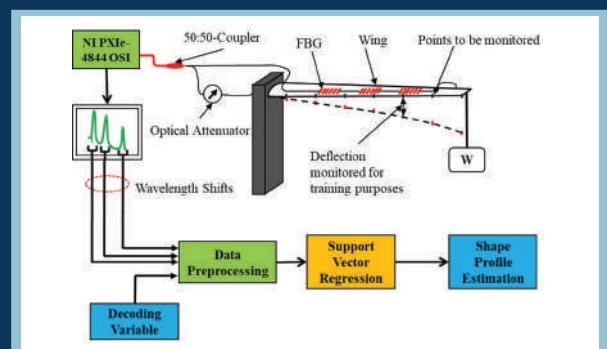 NI PXIe-
4844 OSI
50:50-Coupler
FBG
Wing
Points to be monitored
Optical Attenuator
Deflection
monitored for
training purposes
W
Wavelength Shifts
Data
Preprocessing
Support
Vector
Regression
Shape
Profile
Estimation
Decoding
Variable